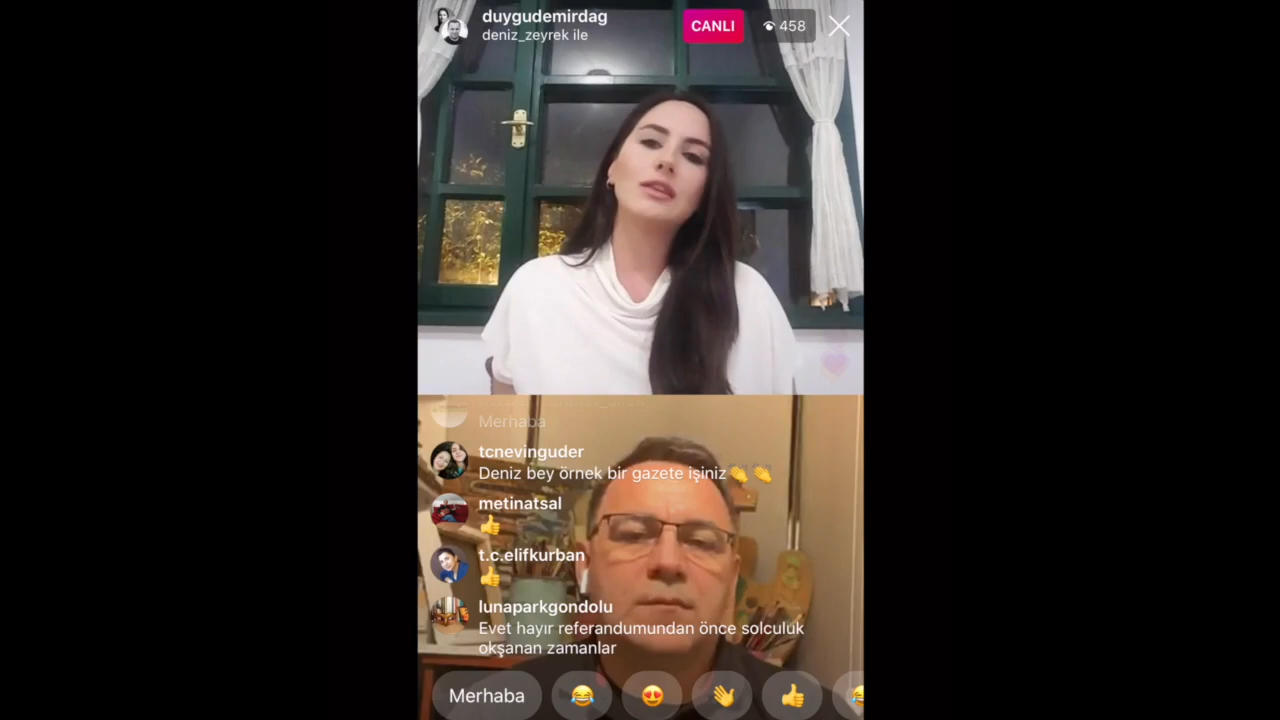 duygudemirdag
deniz_zeyrek ile
CANLI
458
Merhaba
tcnevinguder
Deniz bey örnek bir gazete işiniz👏👏
metinatsal
👍
t.c.elifkurban
👍
lunaparkgondolu
Evet hayır referandumundan önce solculuk
okşanan zamanlar
Merhaba 😂 😍 👋 👍 😂